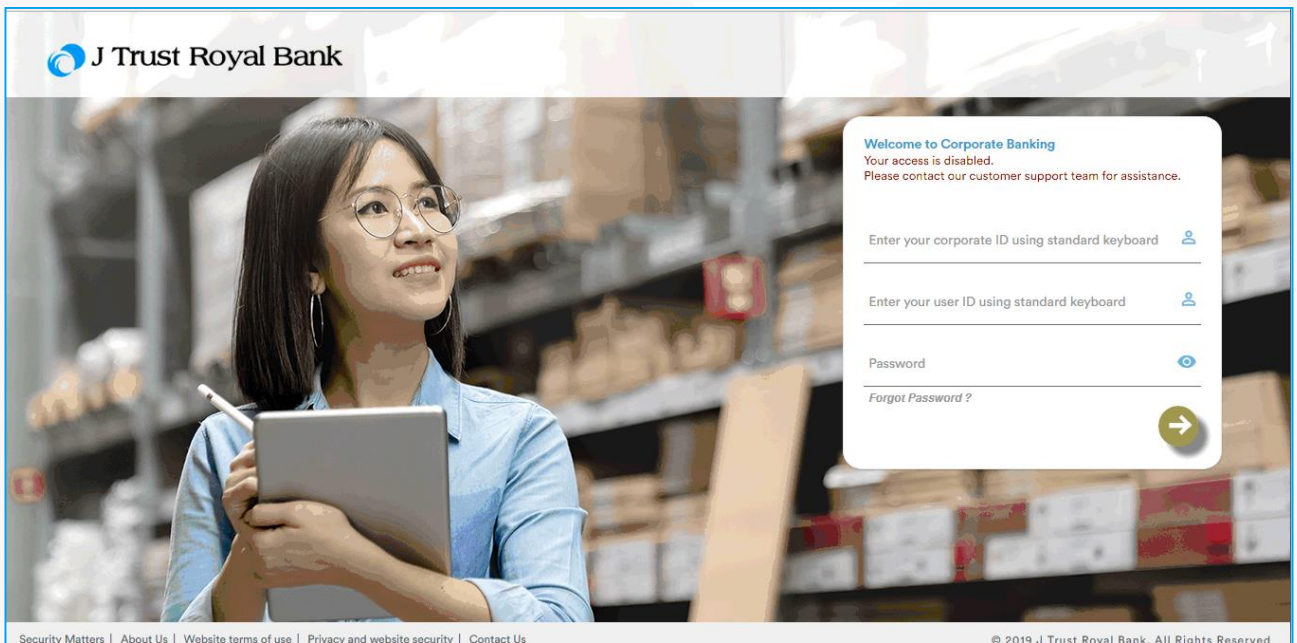 J Trust Royal Bank
Welcome to Corporate Banking
Your access is disabled.
Please contact our customer support team for assistance.
Enter your corporate ID using standard keyboard
Enter your user ID using standard keyboard
Password
Forgot Password ?
Security Matters | About Us | Website terms of use | Privacy and website security | Contact Us
© 2019 J Trust Royal Bank. All Rights Reserved